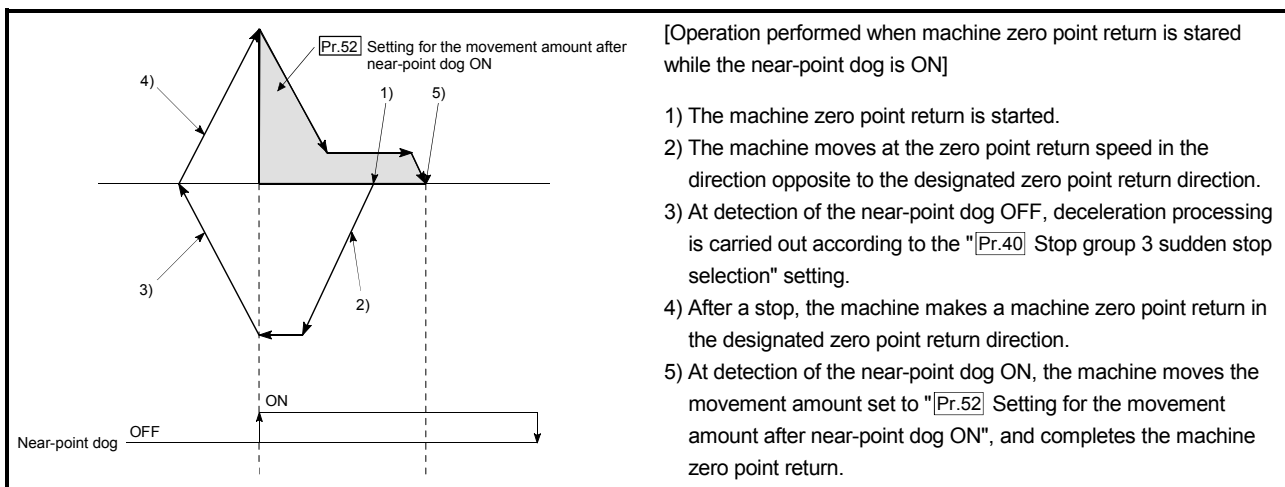 Pr.52 Setting for the movement amount after
near-point dog ON
4)
1)
5)
3)
2)
ON
Near-point dog OFF
[Operation performed when machine zero point return is stared
while the near-point dog is ON]
1) The machine zero point return is started.
2) The machine moves at the zero point return speed in the
direction opposite to the designated zero point return direction.
3) At detection of the near-point dog OFF, deceleration processing
is carried out according to the "Pr.40 Stop group 3 sudden stop
selection" setting.
4) After a stop, the machine makes a machine zero point return in
the designated zero point return direction.
5) At detection of the near-point dog ON, the machine moves the
movement amount set to "Pr.52 Setting for the movement
amount after near-point dog ON", and completes the machine
zero point return.